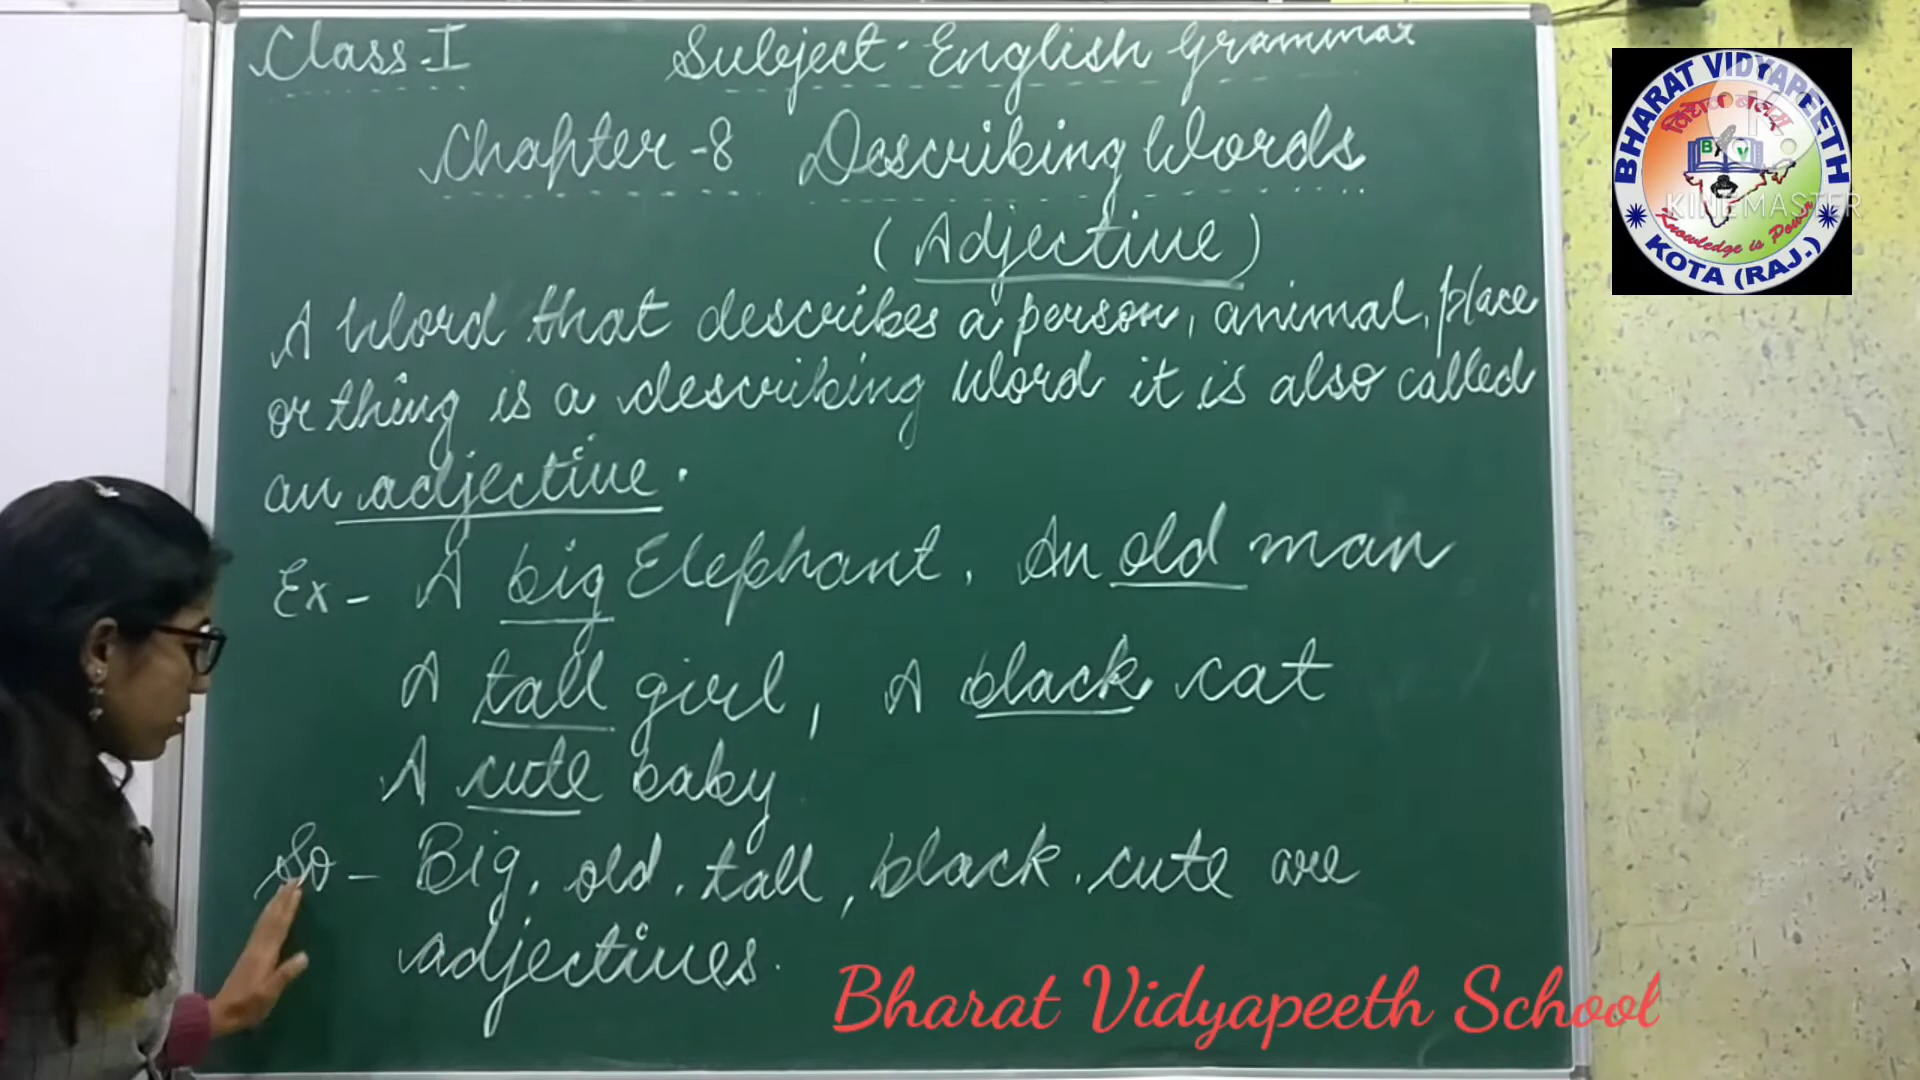 Class-I Subject-English Grammar
Chapter-8 Describing Words
(Adjective)
A Word that describes a person, animal, place
or thing is a describing word it is also called
an adjective.
Ex- A big Elephant, An old man
A tall girl, A black cat
A cute baby
So- Big, old, tall, black, cute are
adjectives.
BHARAT VIDYAPEETH
B V
KINEMASTER
Knowledge is Power
KOTA (RAJ.)
Bharat Vidyapeeth School